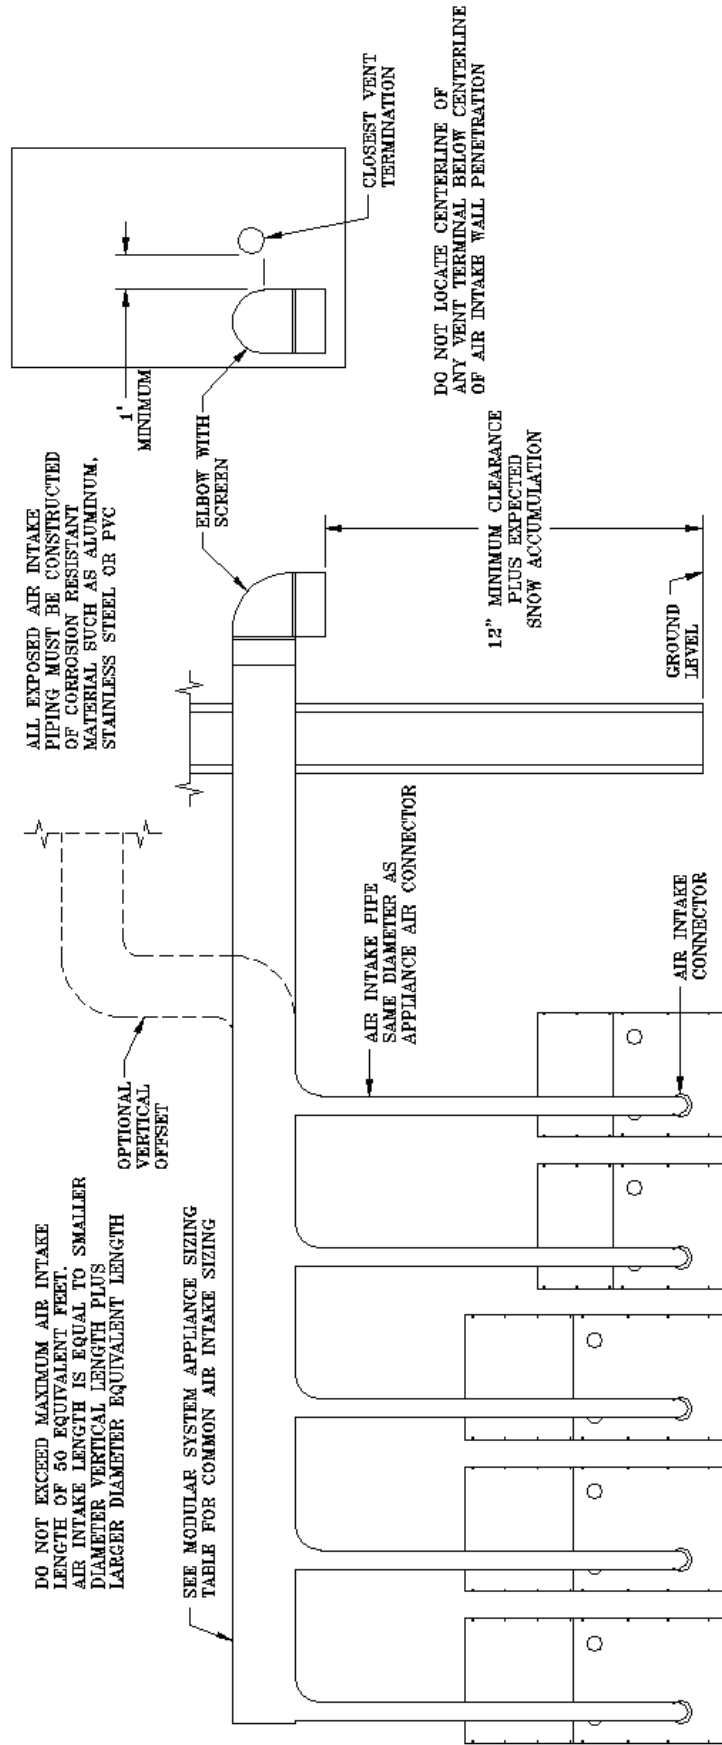 DO NOT EXCEED MAXIMUM AIR INTAKE
LENGTH OF 50 EQUIVALENT FEET.
AIR INTAKE LENGTH IS EQUAL TO SMALLER
DIAMETER VERTICAL LENGTH PLUS
LARGER DIAMETER EQUIVALENT LENGTH
OPTIONAL
VERTICAL
OFFSET
ALL EXPOSED AIR INTAKE
PIPING MUST BE CONSTRUCTED
OF CORROSION RESISTANT
MATERIAL SUCH AS ALUMINUM,
STAINLESS STEEL OR PVC
1'
MINIMUM
SEE MODULAR SYSTEM APPLIANCE SIZING
TABLE FOR COMMON AIR INTAKE SIZING
ELBOW WITH
SCREEN
CLOSEST VENT
TERMINATION
AIR INTAKE PIPE
SAME DIAMETER AS
APPLIANCE AIR CONNECTOR
DO NOT LOCATE CENTERLINE OF
ANY VENT TERMINAL BELOW CENTERLINE
OF AIR INTAKE WALL PENETRATION
12" MINIMUM CLEARANCE
PLUS EXPECTED
SNOW ACCUMULATION
AIR INTAKE
CONNECTOR
GROUND
LEVEL